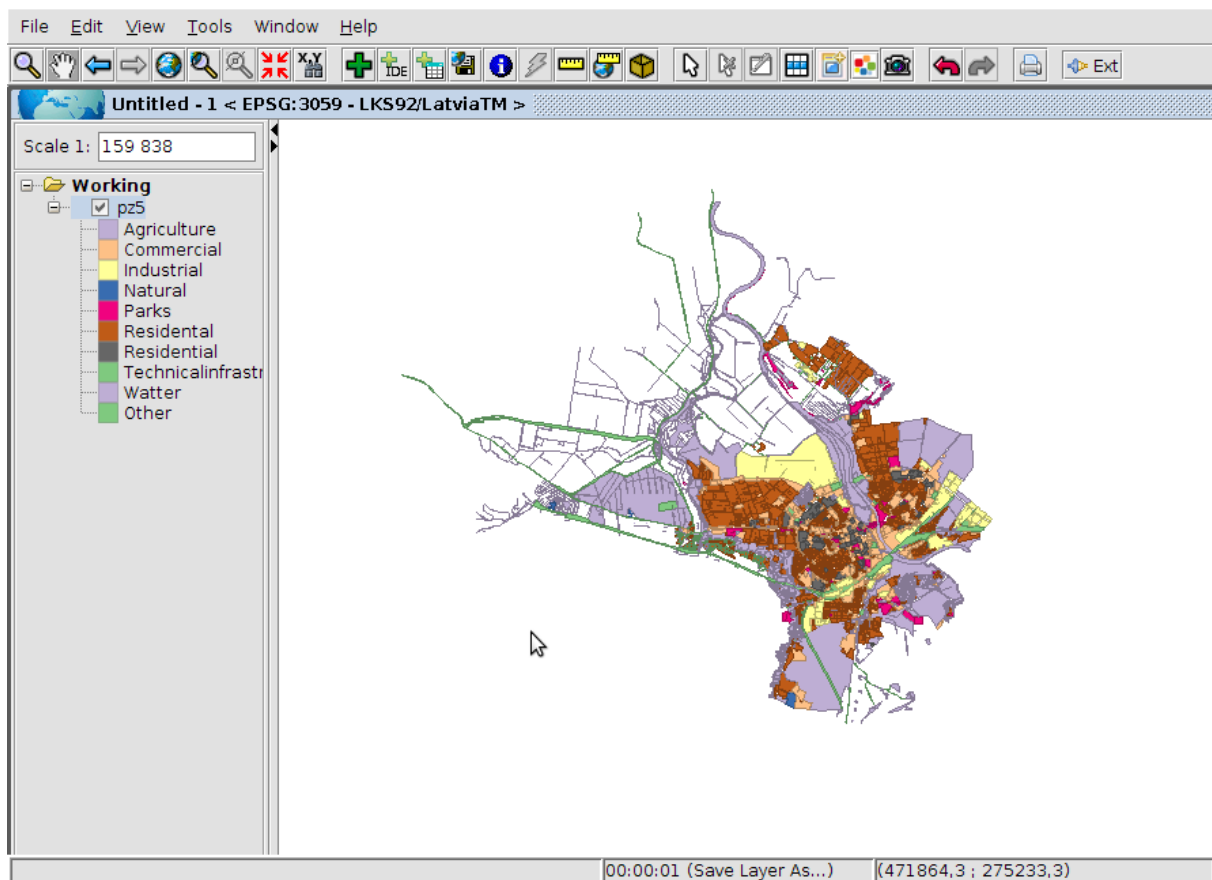 File Edit View Tools Window Help
X,Y
IDE
Ext
Untitled - 1 < EPSG:3059 - LKS92/LatviaTM >
Scale 1: 159 838
Working
pz5
Agriculture
Commercial
Industrial
Natural
Parks
Residental
Residential
Technicalinfrastr
Watter
Other
00:00:01 (Save Layer As...) (471864,3 ; 275233,3)